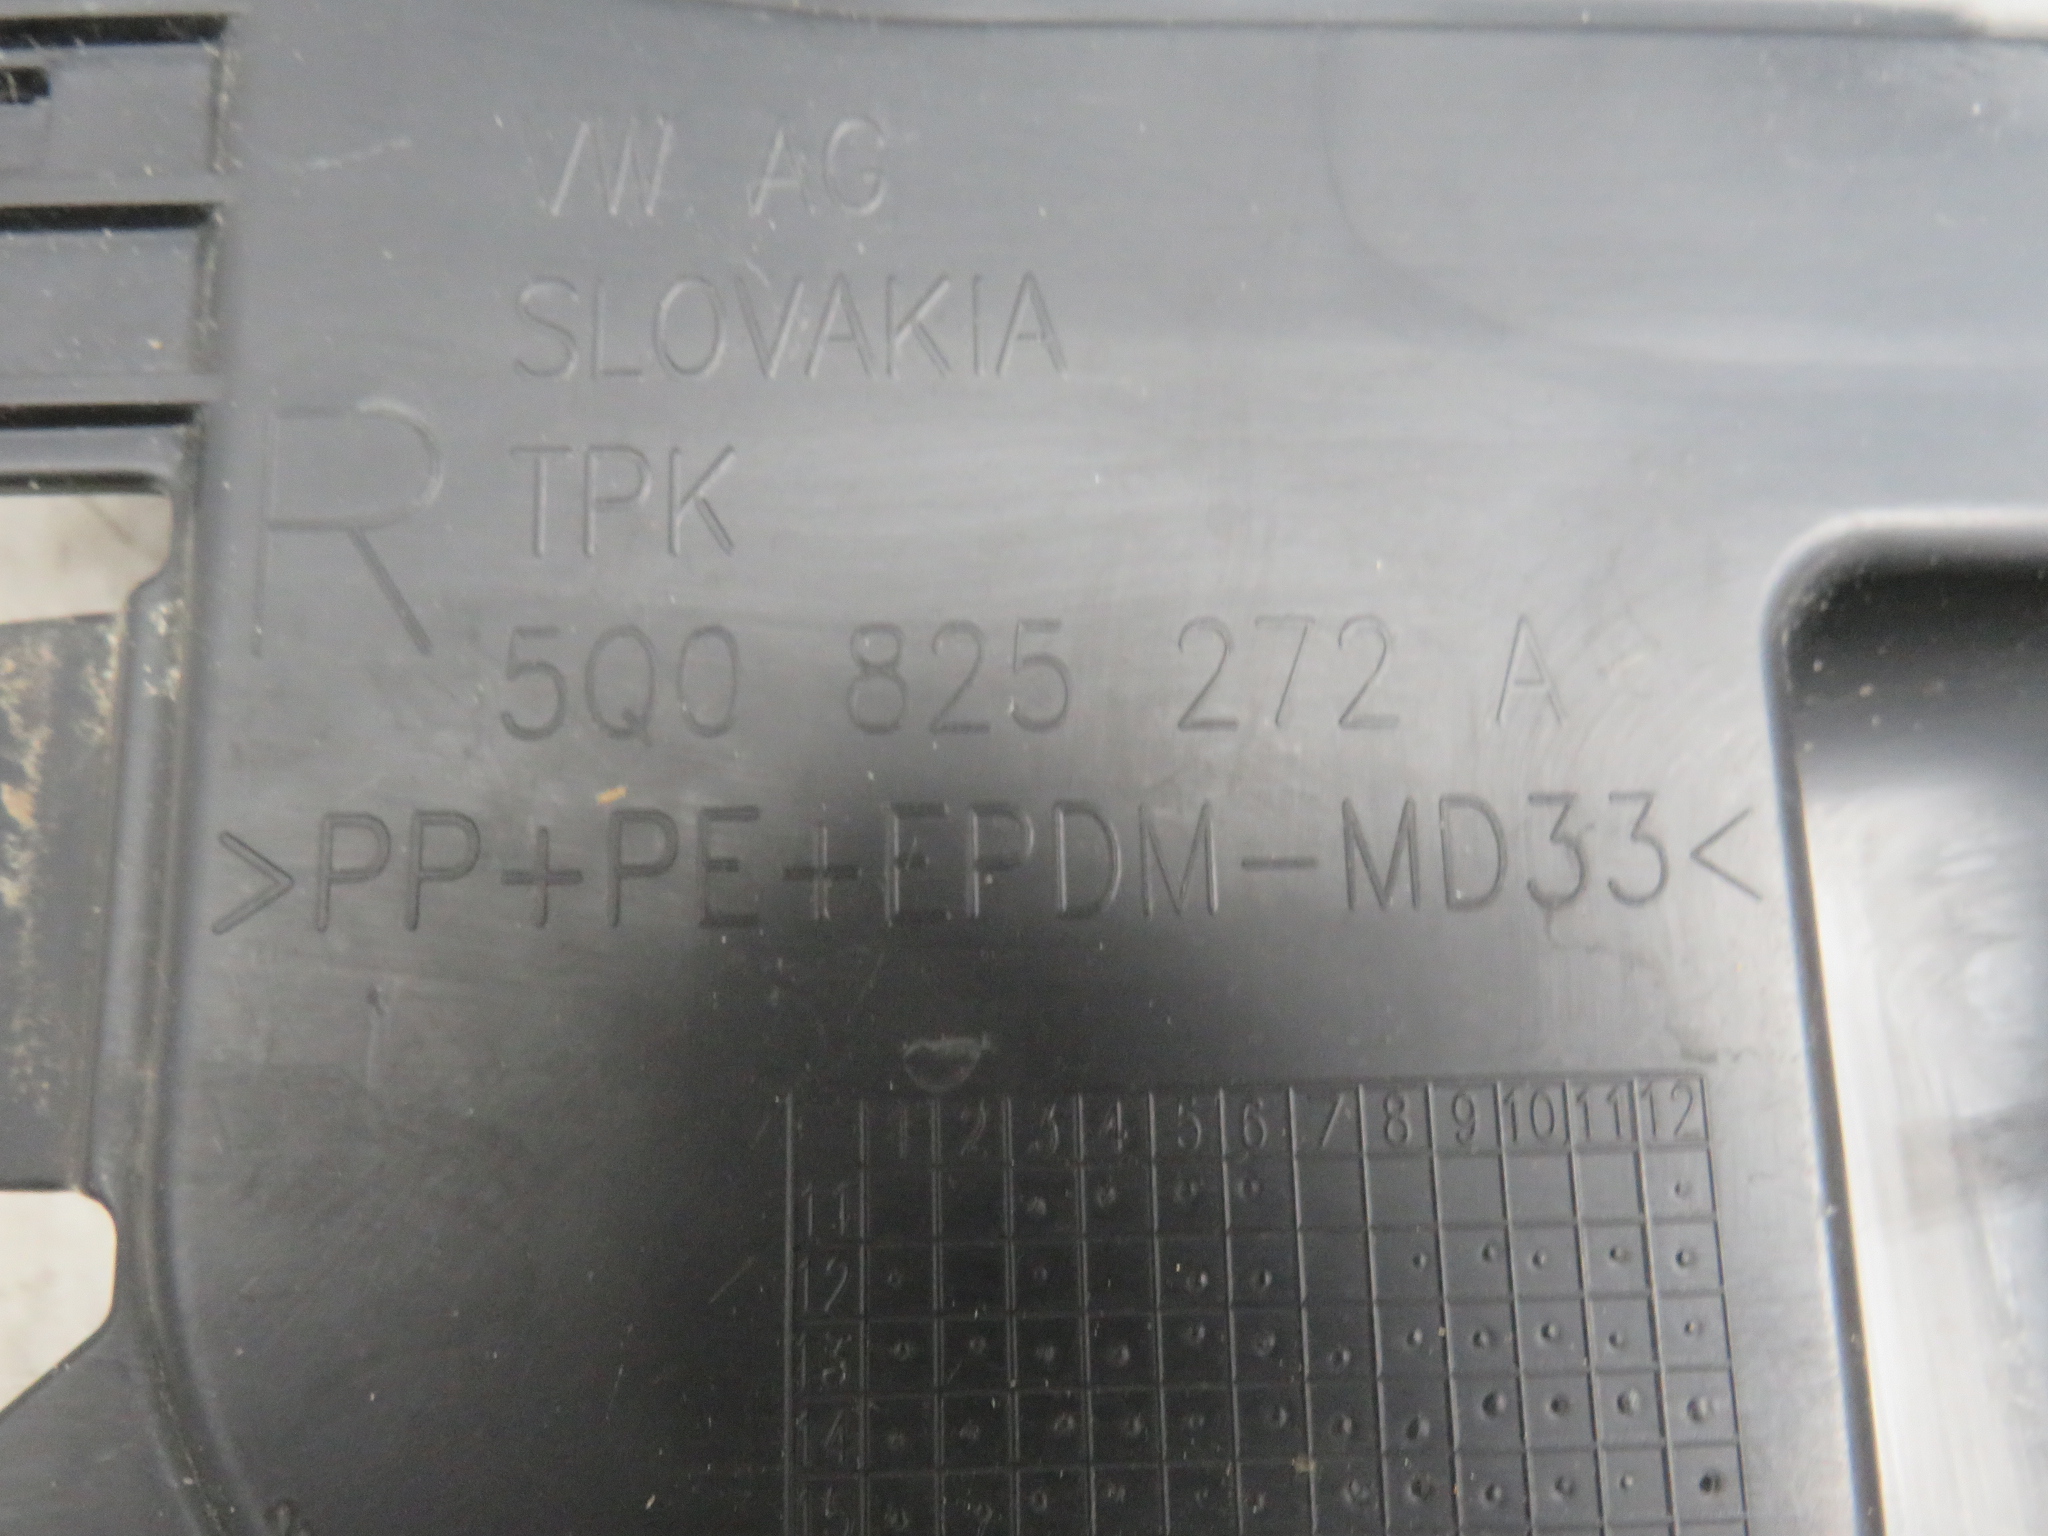 VW AG
SLOVAKIA
R TPK
5Q0 825 272 A
>PP+PE+EPDM-MD33<
1 2 3 4 5 6 7 8 9 10 11 12
11
12
13
14
15